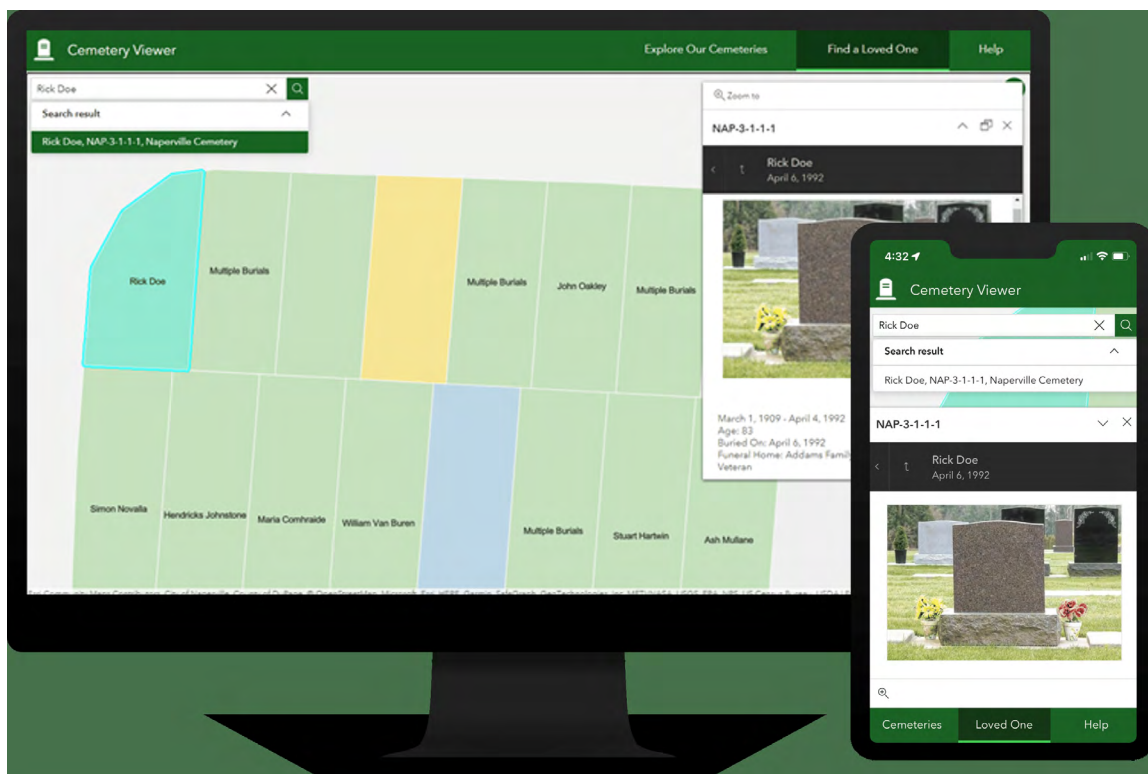 Cemetery Viewer
Explore Our Cemeteries
Find a Loved One
Help
Rick Doe
Search result
Rick Doe, NAP-3-1-1-1, Naperville Cemetery
Zoom to
NAP-3-1-1-1
Rick Doe
April 6, 1992
March 1, 1909 - April 4, 1992
Age: 83
Buried On: April 6, 1992
Funeral Home: Addams Family
Veteran
Rick Doe
Multiple Burials
Multiple Burials
John Oakley
Multiple Burials
Simon Novalla
Hendricks Johnstone
Maria Comhraide
William Van Buren
Multiple Burials
Stuart Hartwin
Ash Mullane
4:32
Cemetery Viewer
Rick Doe
Search result
Rick Doe, NAP-3-1-1-1, Naperville Cemetery
NAP-3-1-1-1
Rick Doe
April 6, 1992
Cemeteries
Loved One
Help